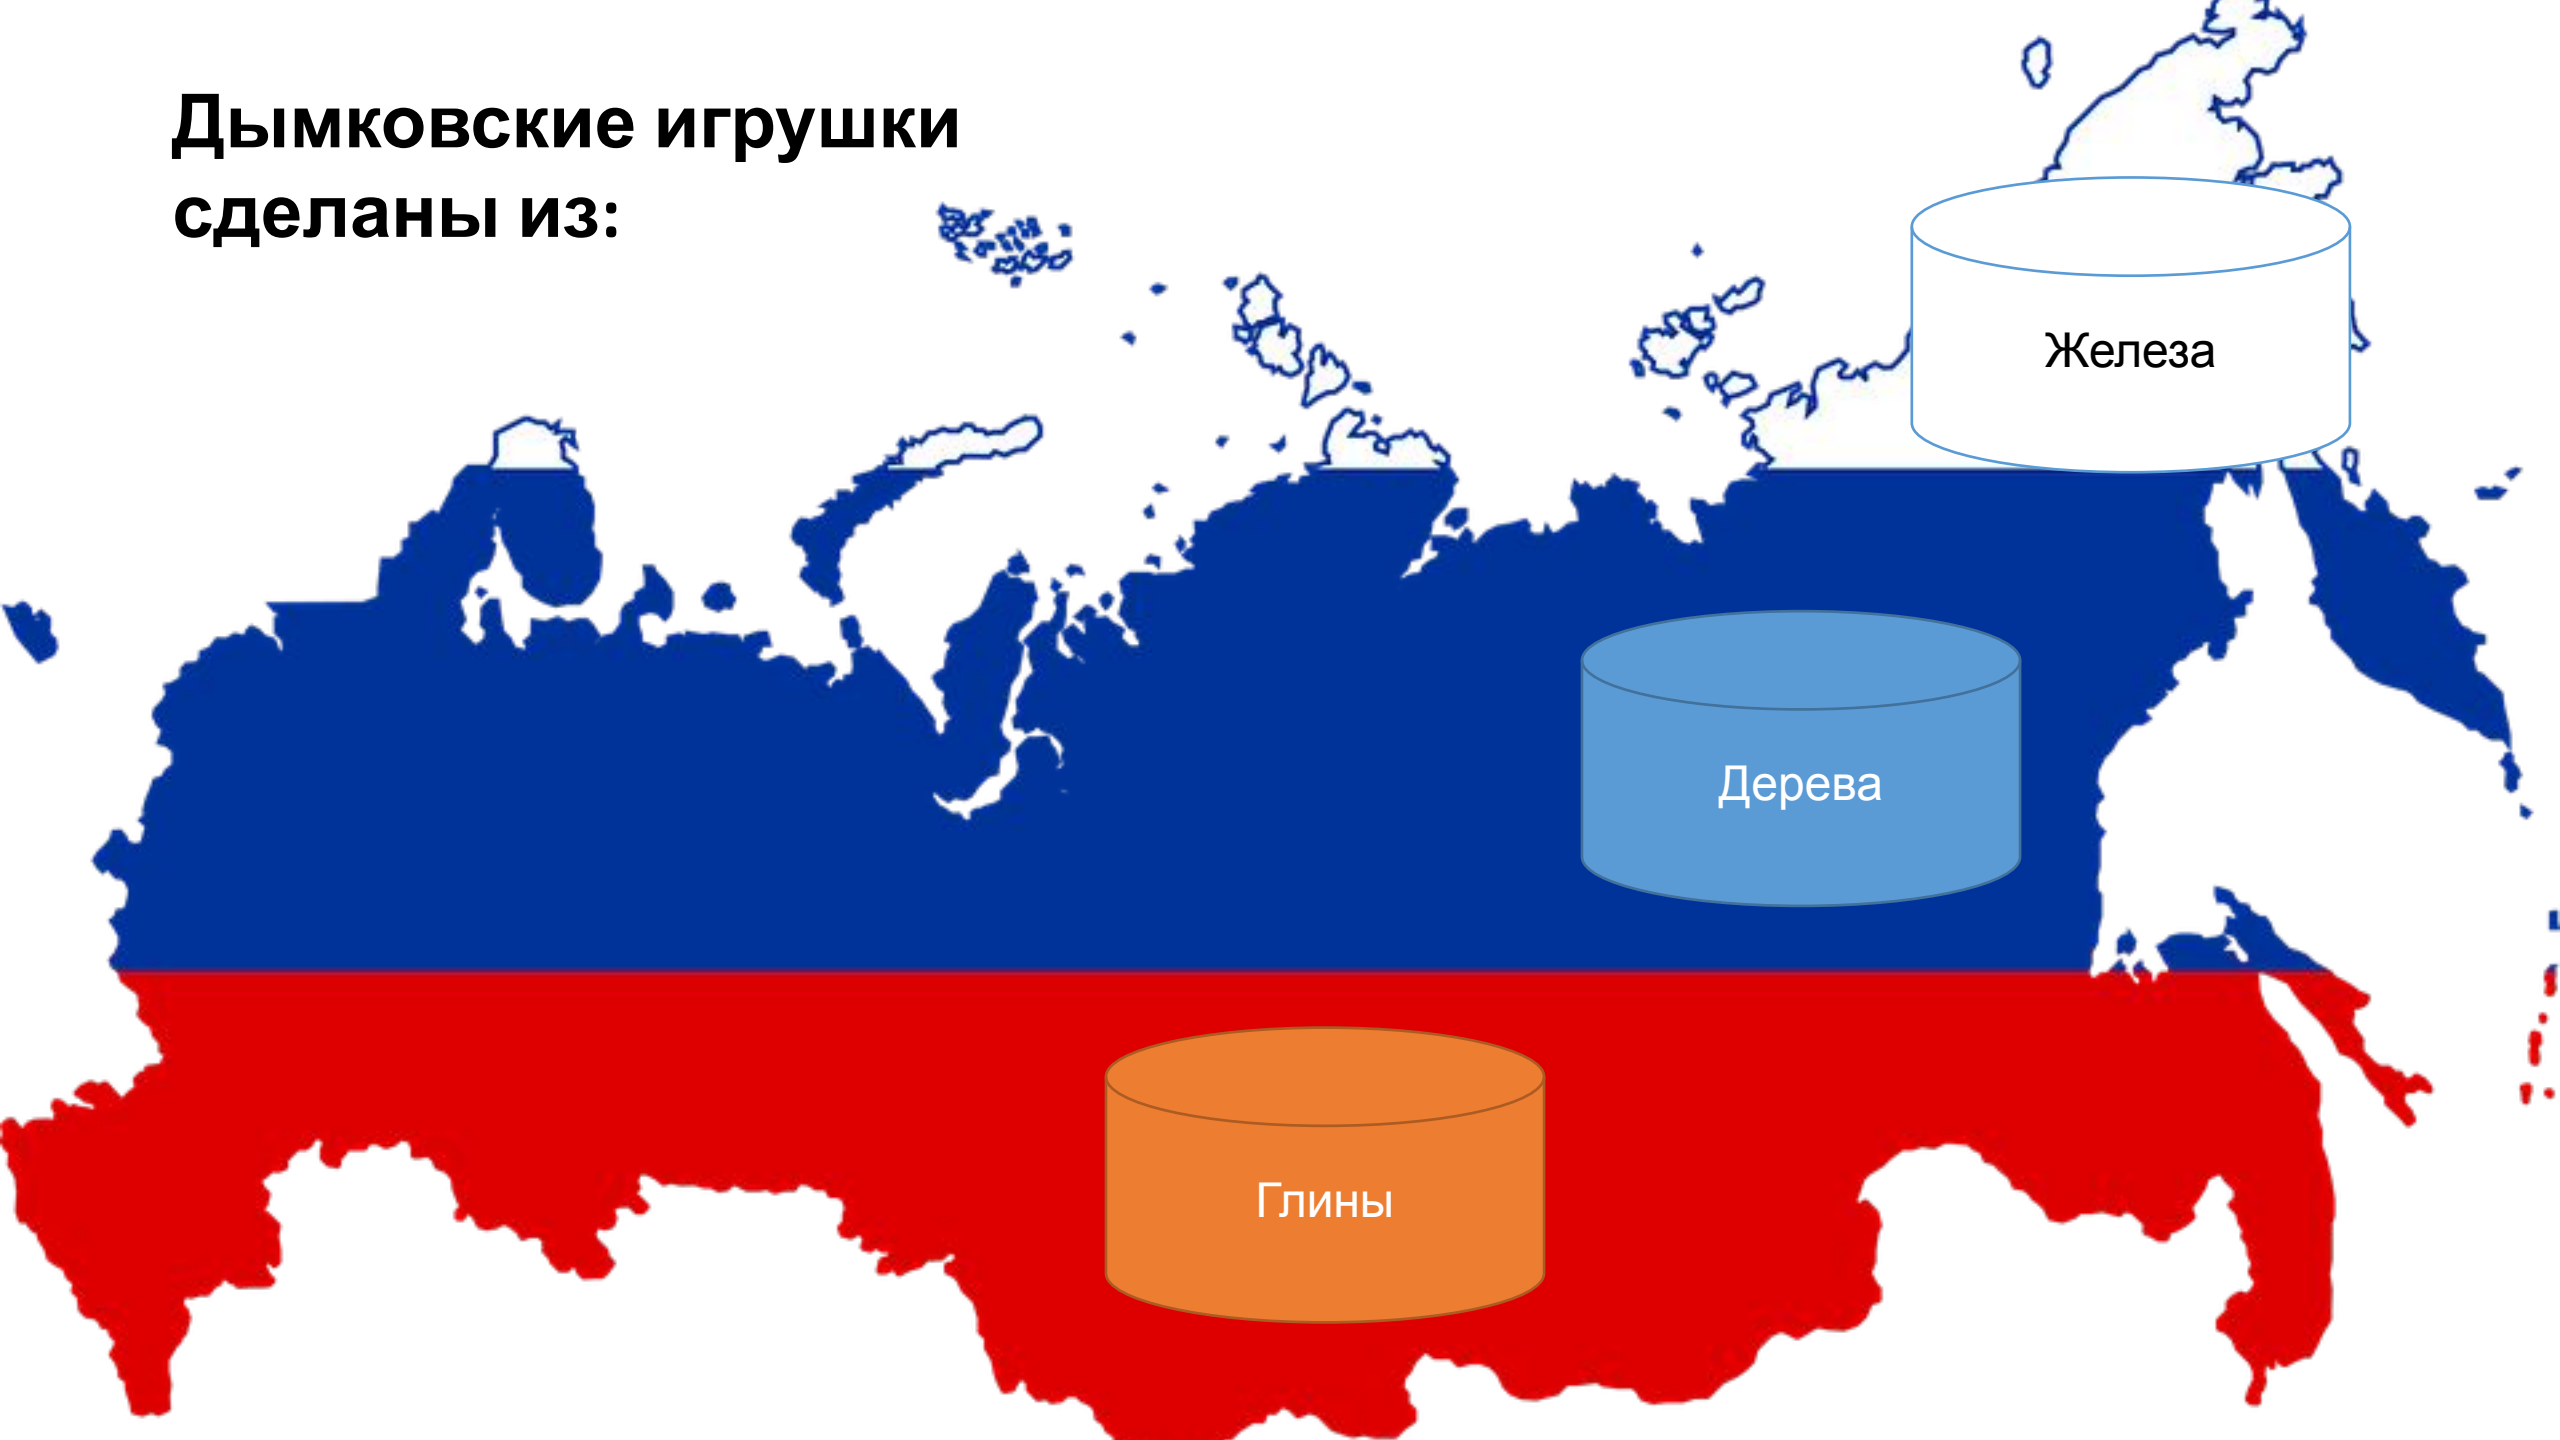 Дымковские игрушки
сделаны из:
Железа
Дерева
Глины